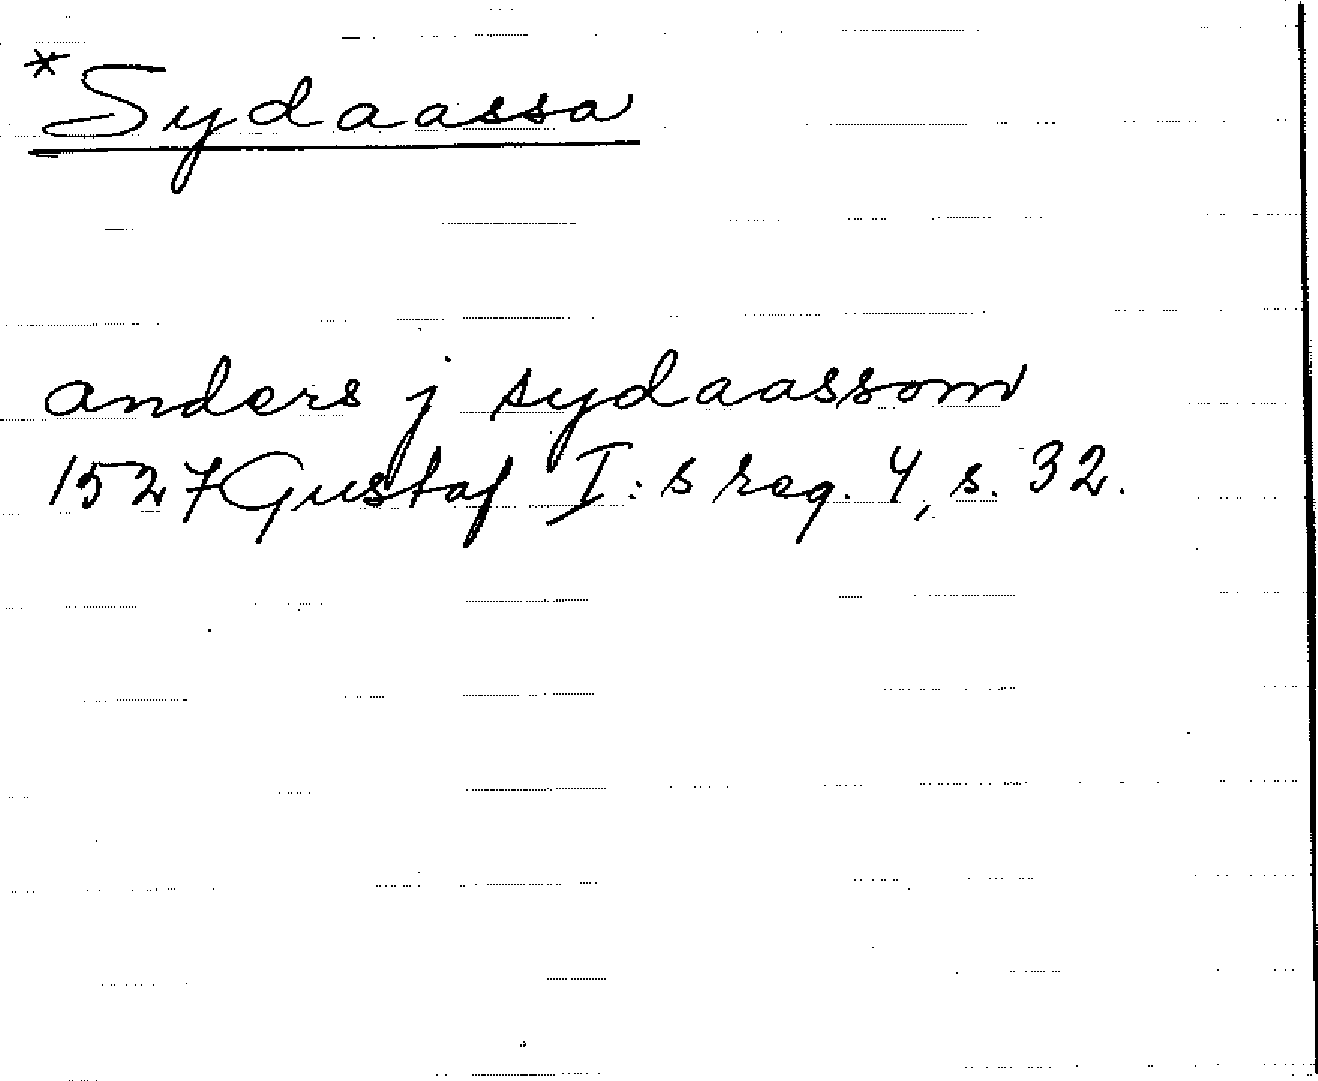 *Sydaassa
anders j sydaassom
1527 Gustaf I:s reg. 4, s. 32.